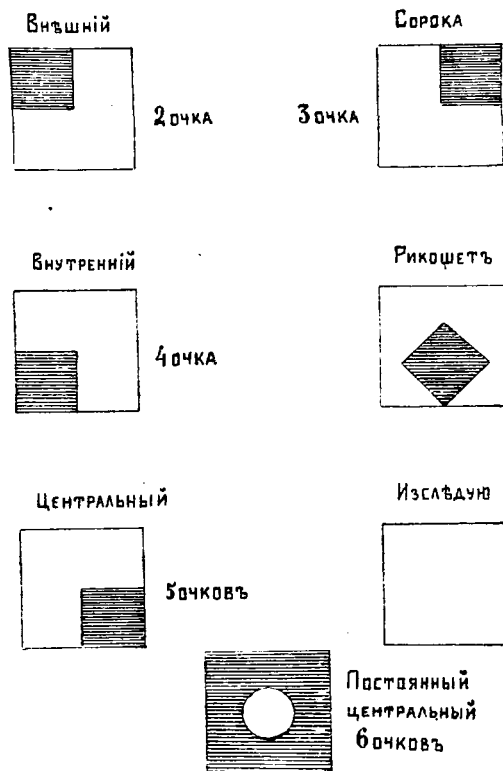 Внѣшній
Сорока
2 очка
3 очка
Внутренній
Рикошетъ
4 очка
Центральный
Изслѣдую
5 очковъ
Постоянный
центральный
6 очковъ